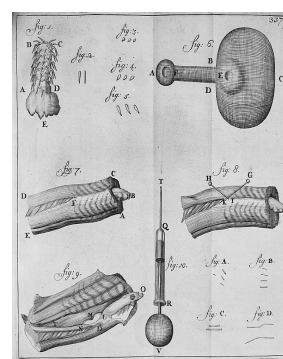 337
fig: 1.
B C
A D
E
fig: 2.
fig: 3.
fig: 4.
fig: 5.
fig: 6.
A B E C
D
fig: 7.
D C
F B
A
E
T
Q
fig: 10.
R
V
fig: 8.
H G
I
fig: A.
fig: B.
fig: C.
fig: D.
fig: 9.
O
M L
N